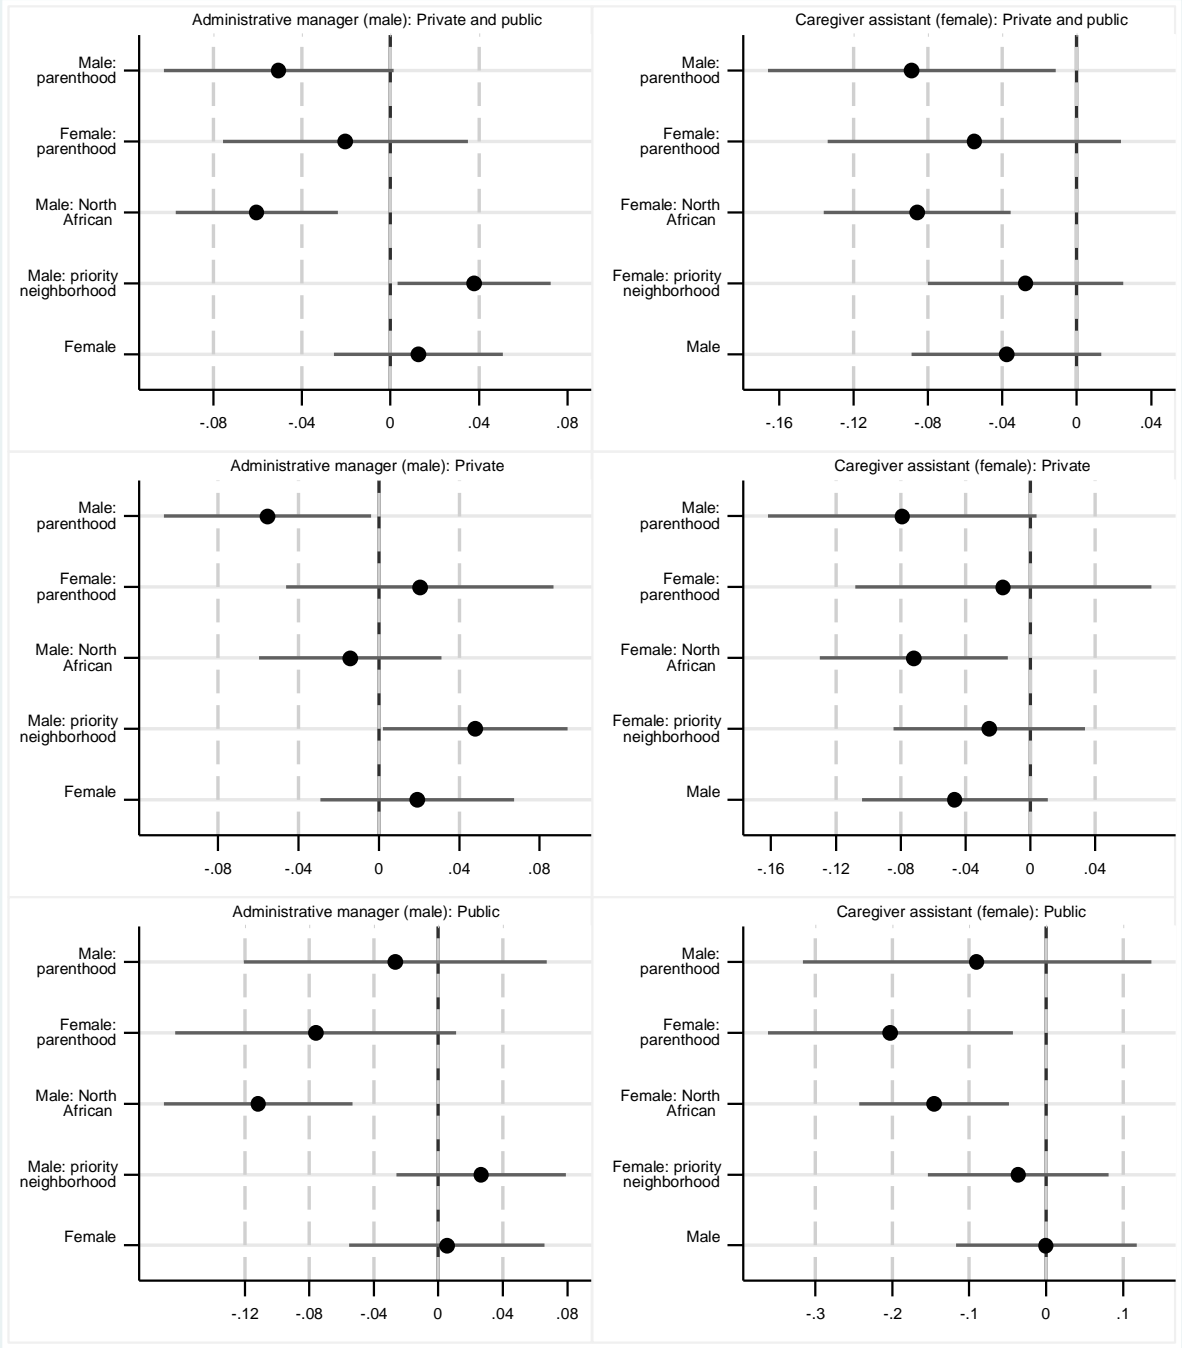 Administrative manager (male): Private and public
Male:
parenthood
Female:
parenthood
Male: North
African
Male: priority
neighborhood
Female
-.08
-.04
0
.04
.08
Caregiver assistant (female): Private and public
Male:
parenthood
Female:
parenthood
Female: North
African
Female: priority
neighborhood
Male
-.16
-.12
-.08
-.04
0
.04
Administrative manager (male): Private
Male:
parenthood
Female:
parenthood
Male: North
African
Male: priority
neighborhood
Female
-.08
-.04
0
.04
.08
Caregiver assistant (female): Private
Male:
parenthood
Female:
parenthood
Female: North
African
Female: priority
neighborhood
Male
-.16
-.12
-.08
-.04
0
.04
Administrative manager (male): Public
Male:
parenthood
Female:
parenthood
Male: North
African
Male: priority
neighborhood
Female
-.12
-.08
-.04
0
.04
.08
Caregiver assistant (female): Public
Male:
parenthood
Female:
parenthood
Female: North
African
Female: priority
neighborhood
Male
-.3
-.2
-.1
0
.1